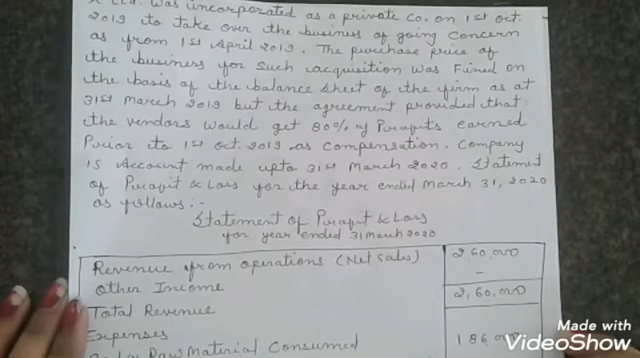 X Ltd. was incorporated as a private Co. on 1st Oct.
2019 to take over the business of going concern
as from 1st April 2019. The purchase price of
the business for such acquisition was Fixed on
the basis of the balance sheet of the firm as at
31st March 2019 but the agreement provided that
the vendors would get 80% of Profits earned
Prior to 1st Oct. 2019 as compensation. Company
is Account made upto 31st March 2020. Statement
of Profit & Loss for the year ended March 31, 2020
as follows:-
Statement of Profit & Loss
for year ended 31 March 2020
Revenue from operations (Net sales) 2,60,000
Other Income -
Total Revenue 2,60,000
Expenses
Raw Material Consumed 186,000
Made with
VideoShow